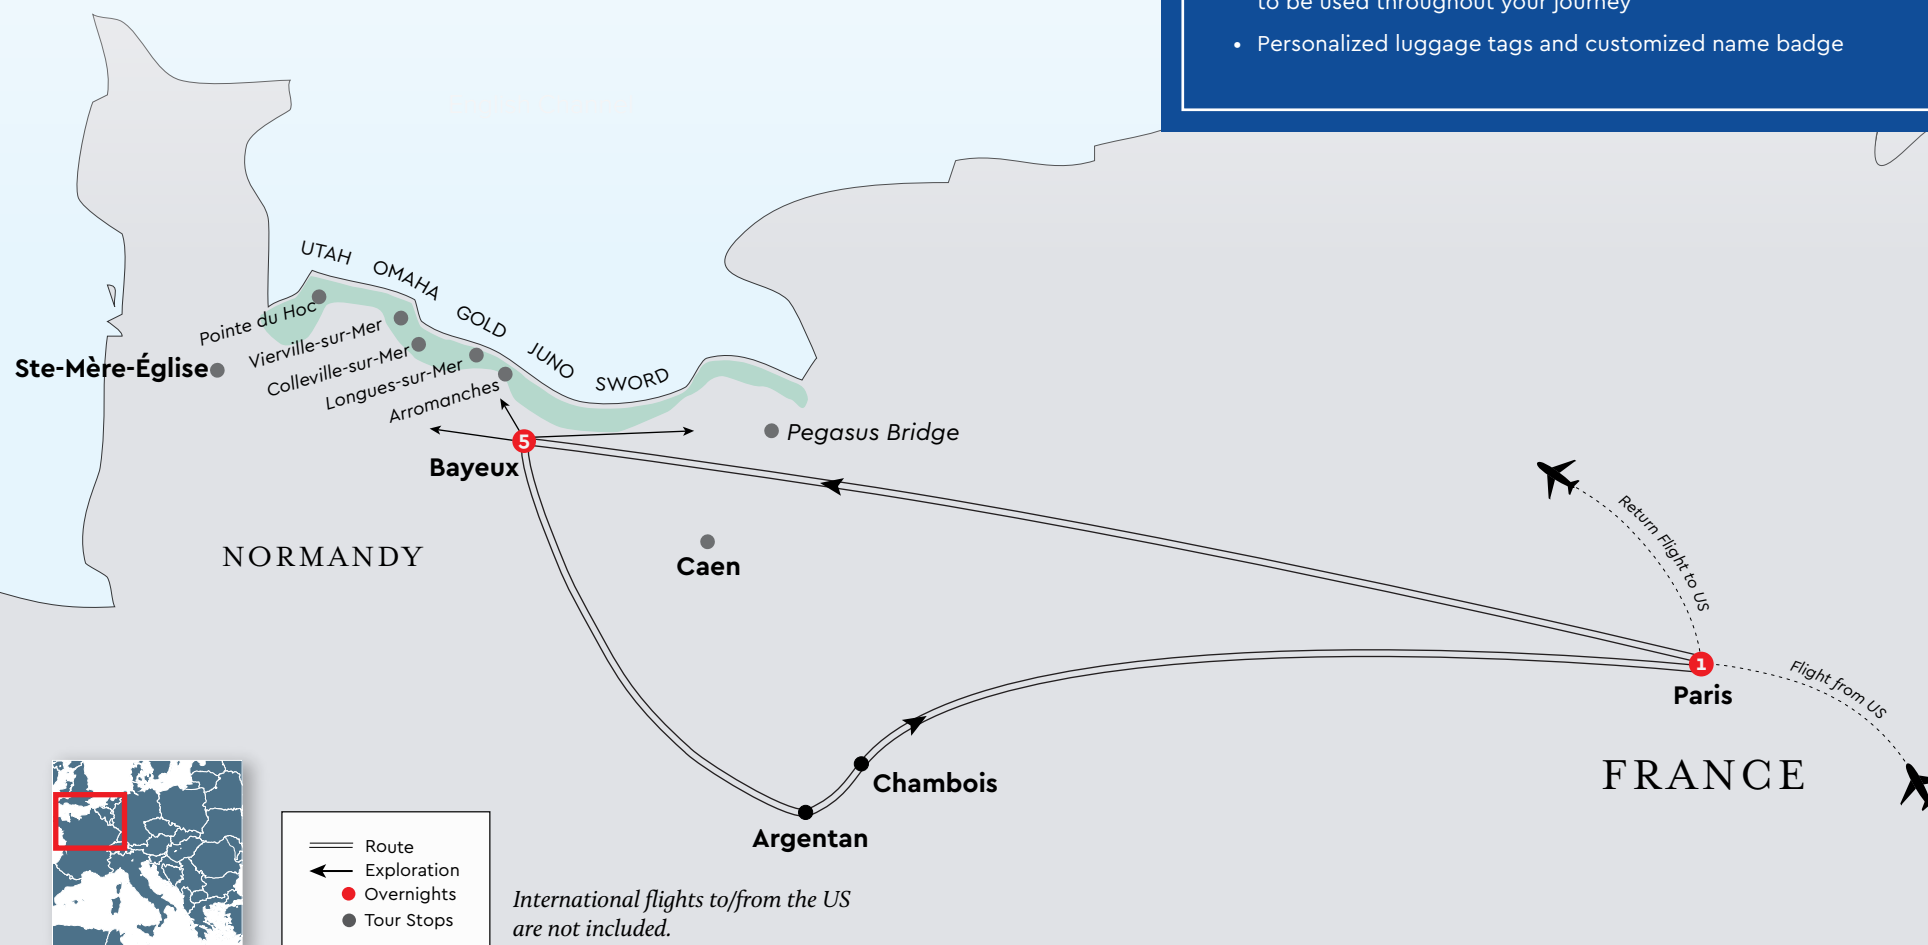 to be used throughout your journey
• Personalized luggage tags and customized name badge
UTAH
OMAHA
GOLD
JUNO
SWORD
Pointe du Hoc
Vierville-sur-Mer
Colleville-sur-Mer
Longues-sur-Mer
Arromanches
Ste-Mère-Église
5
Bayeux
Pegasus Bridge
NORMANDY
Caen
Return Flight to US
1
Paris
Flight from US
FRANCE
Chambois
Argentan
Route
Exploration
Overnights
Tour Stops
International flights to/from the US
are not included.